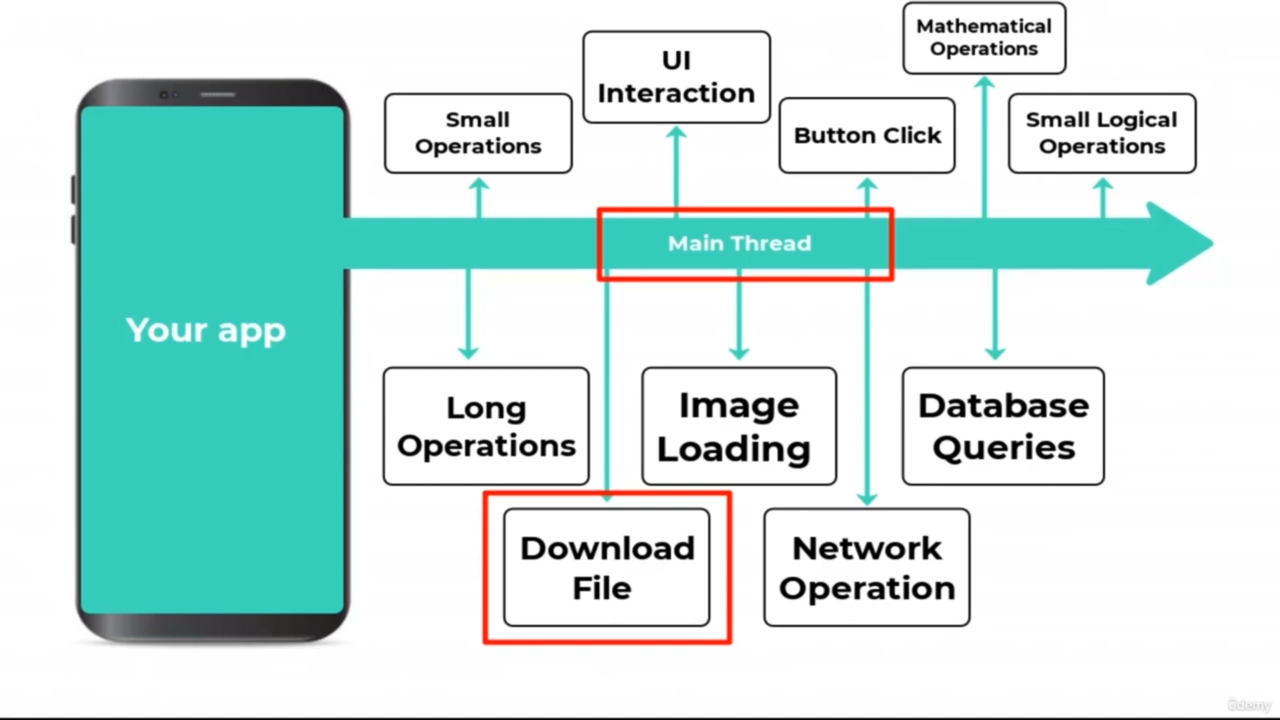 Mathematical
Operations
UI
Interaction
Small
Operations
Button Click
Small Logical
Operations
Main Thread
Your app
Long
Operations
Image
Loading
Database
Queries
Download
File
Network
Operation
ûdemy